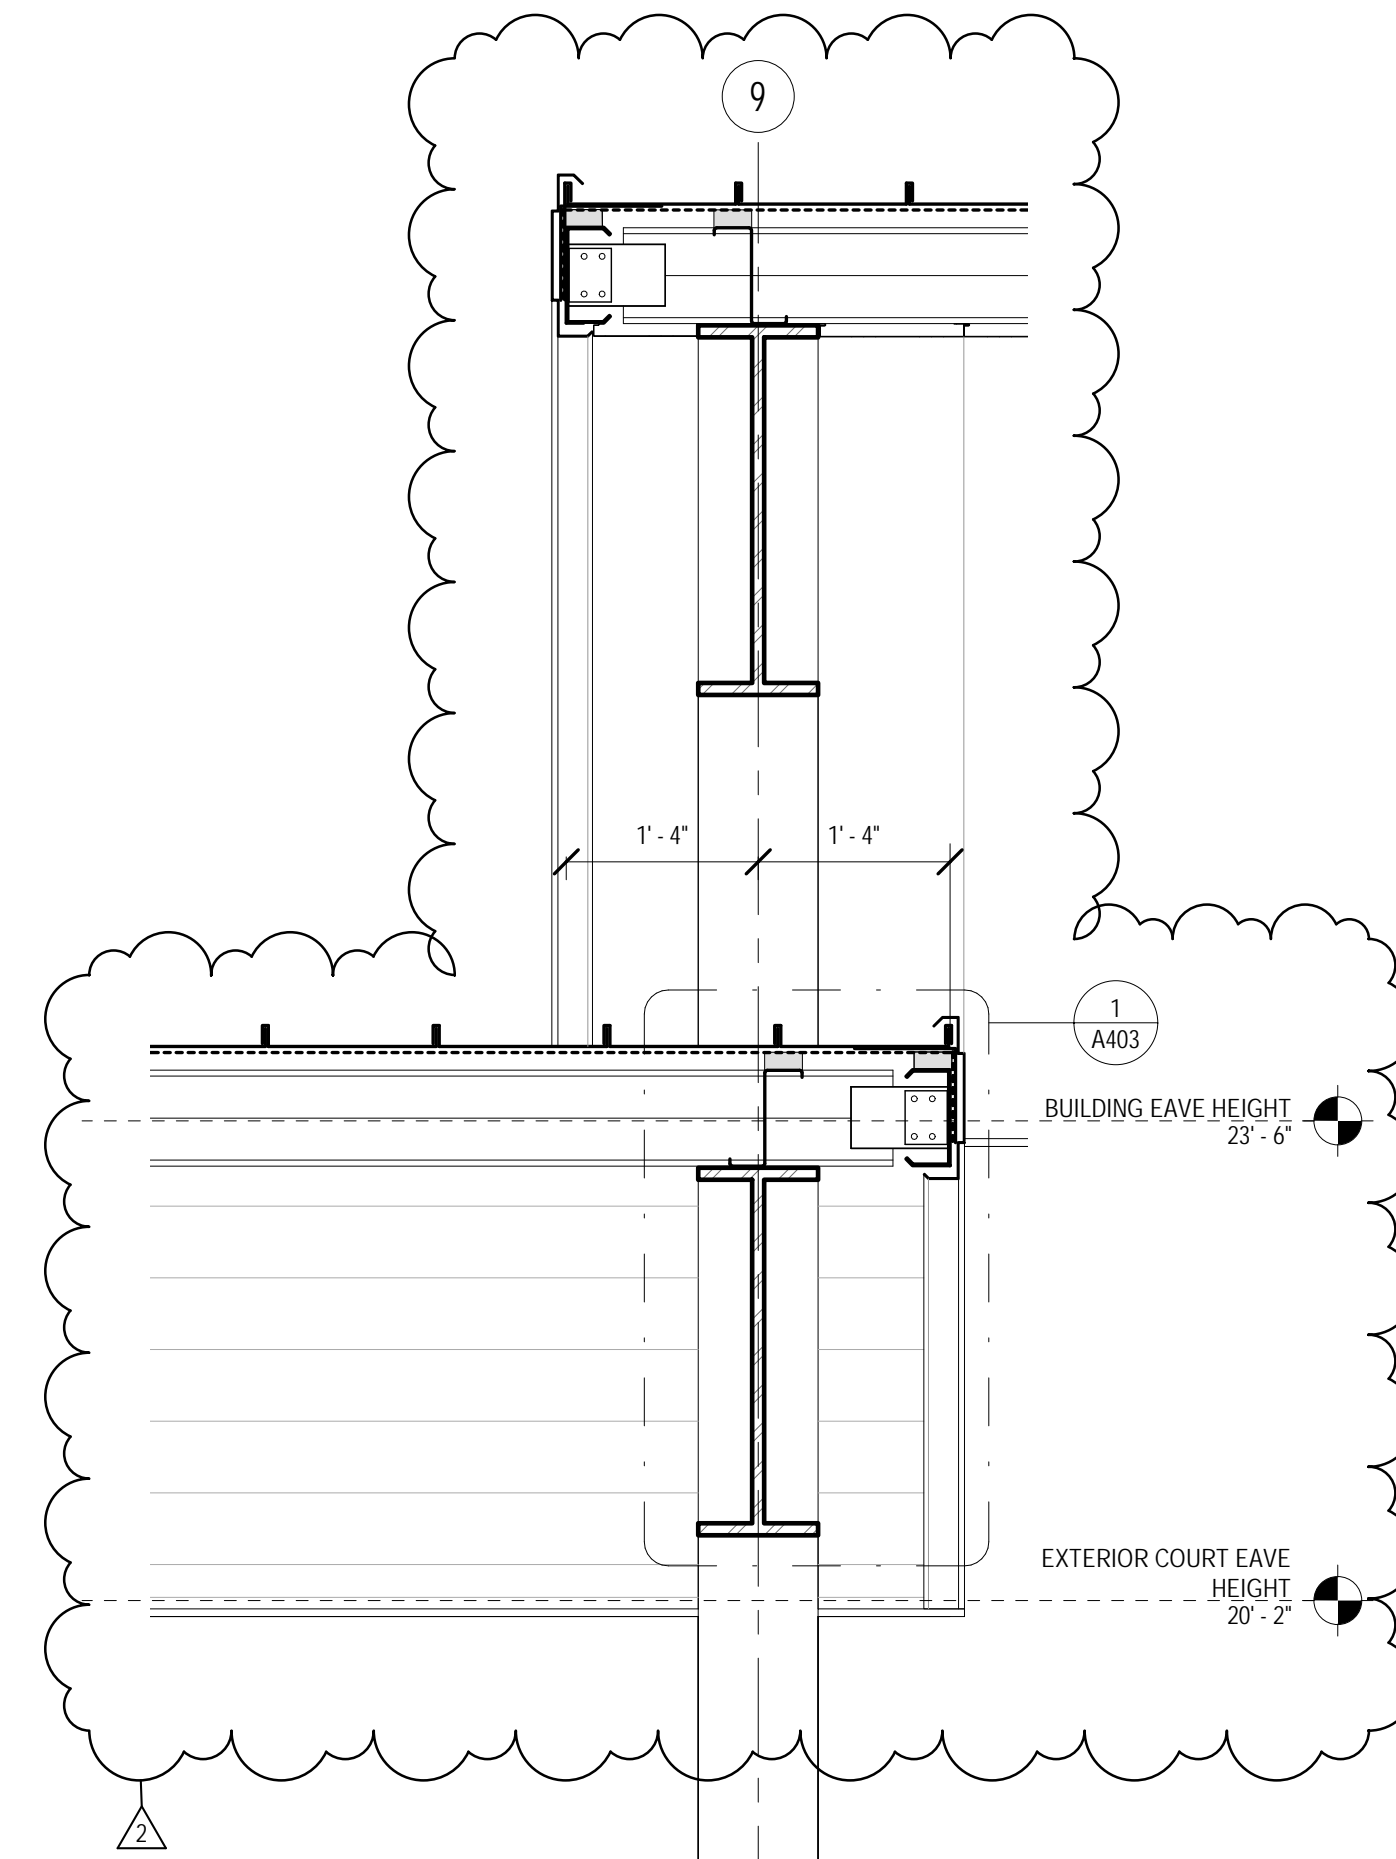 9
1' - 4" 1' - 4"
1
A403
BUILDING EAVE HEIGHT
23' - 6"
EXTERIOR COURT EAVE
HEIGHT
20' - 2"
2